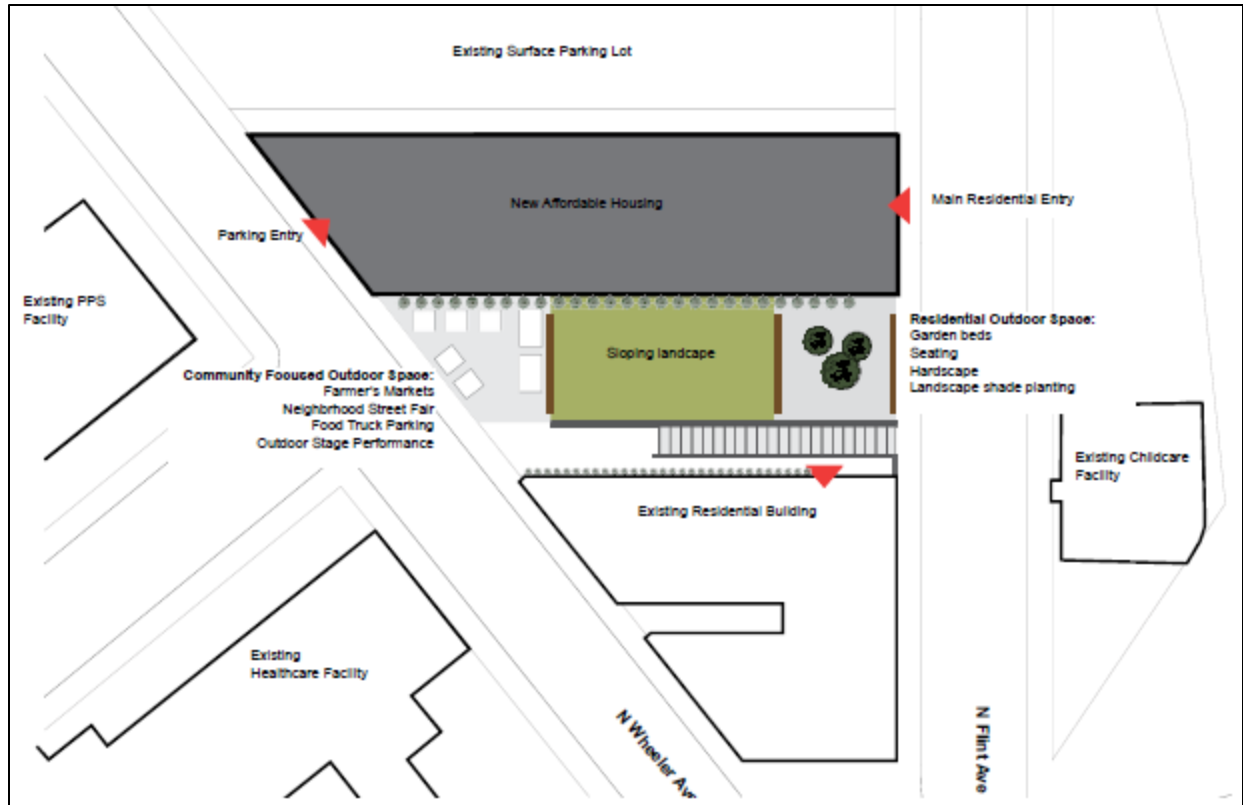 Existing Surface Parking Lot
New Affordable Housing
Main Residential Entry
Parking Entry
Existing PPS
Facility
Residential Outdoor Space:
Garden beds
Seating
Hardscape
Landscape shade planting
Sloping landscape
Community Focused Outdoor Space:
Farmer's Markets
Neighbrhood Street Fair
Food Truck Parking
Outdoor Stage Performance
Existing Childcare
Facility
Existing Residential Building
Existing
Healthcare Facility
N Wheeler Ave
N Flint Ave